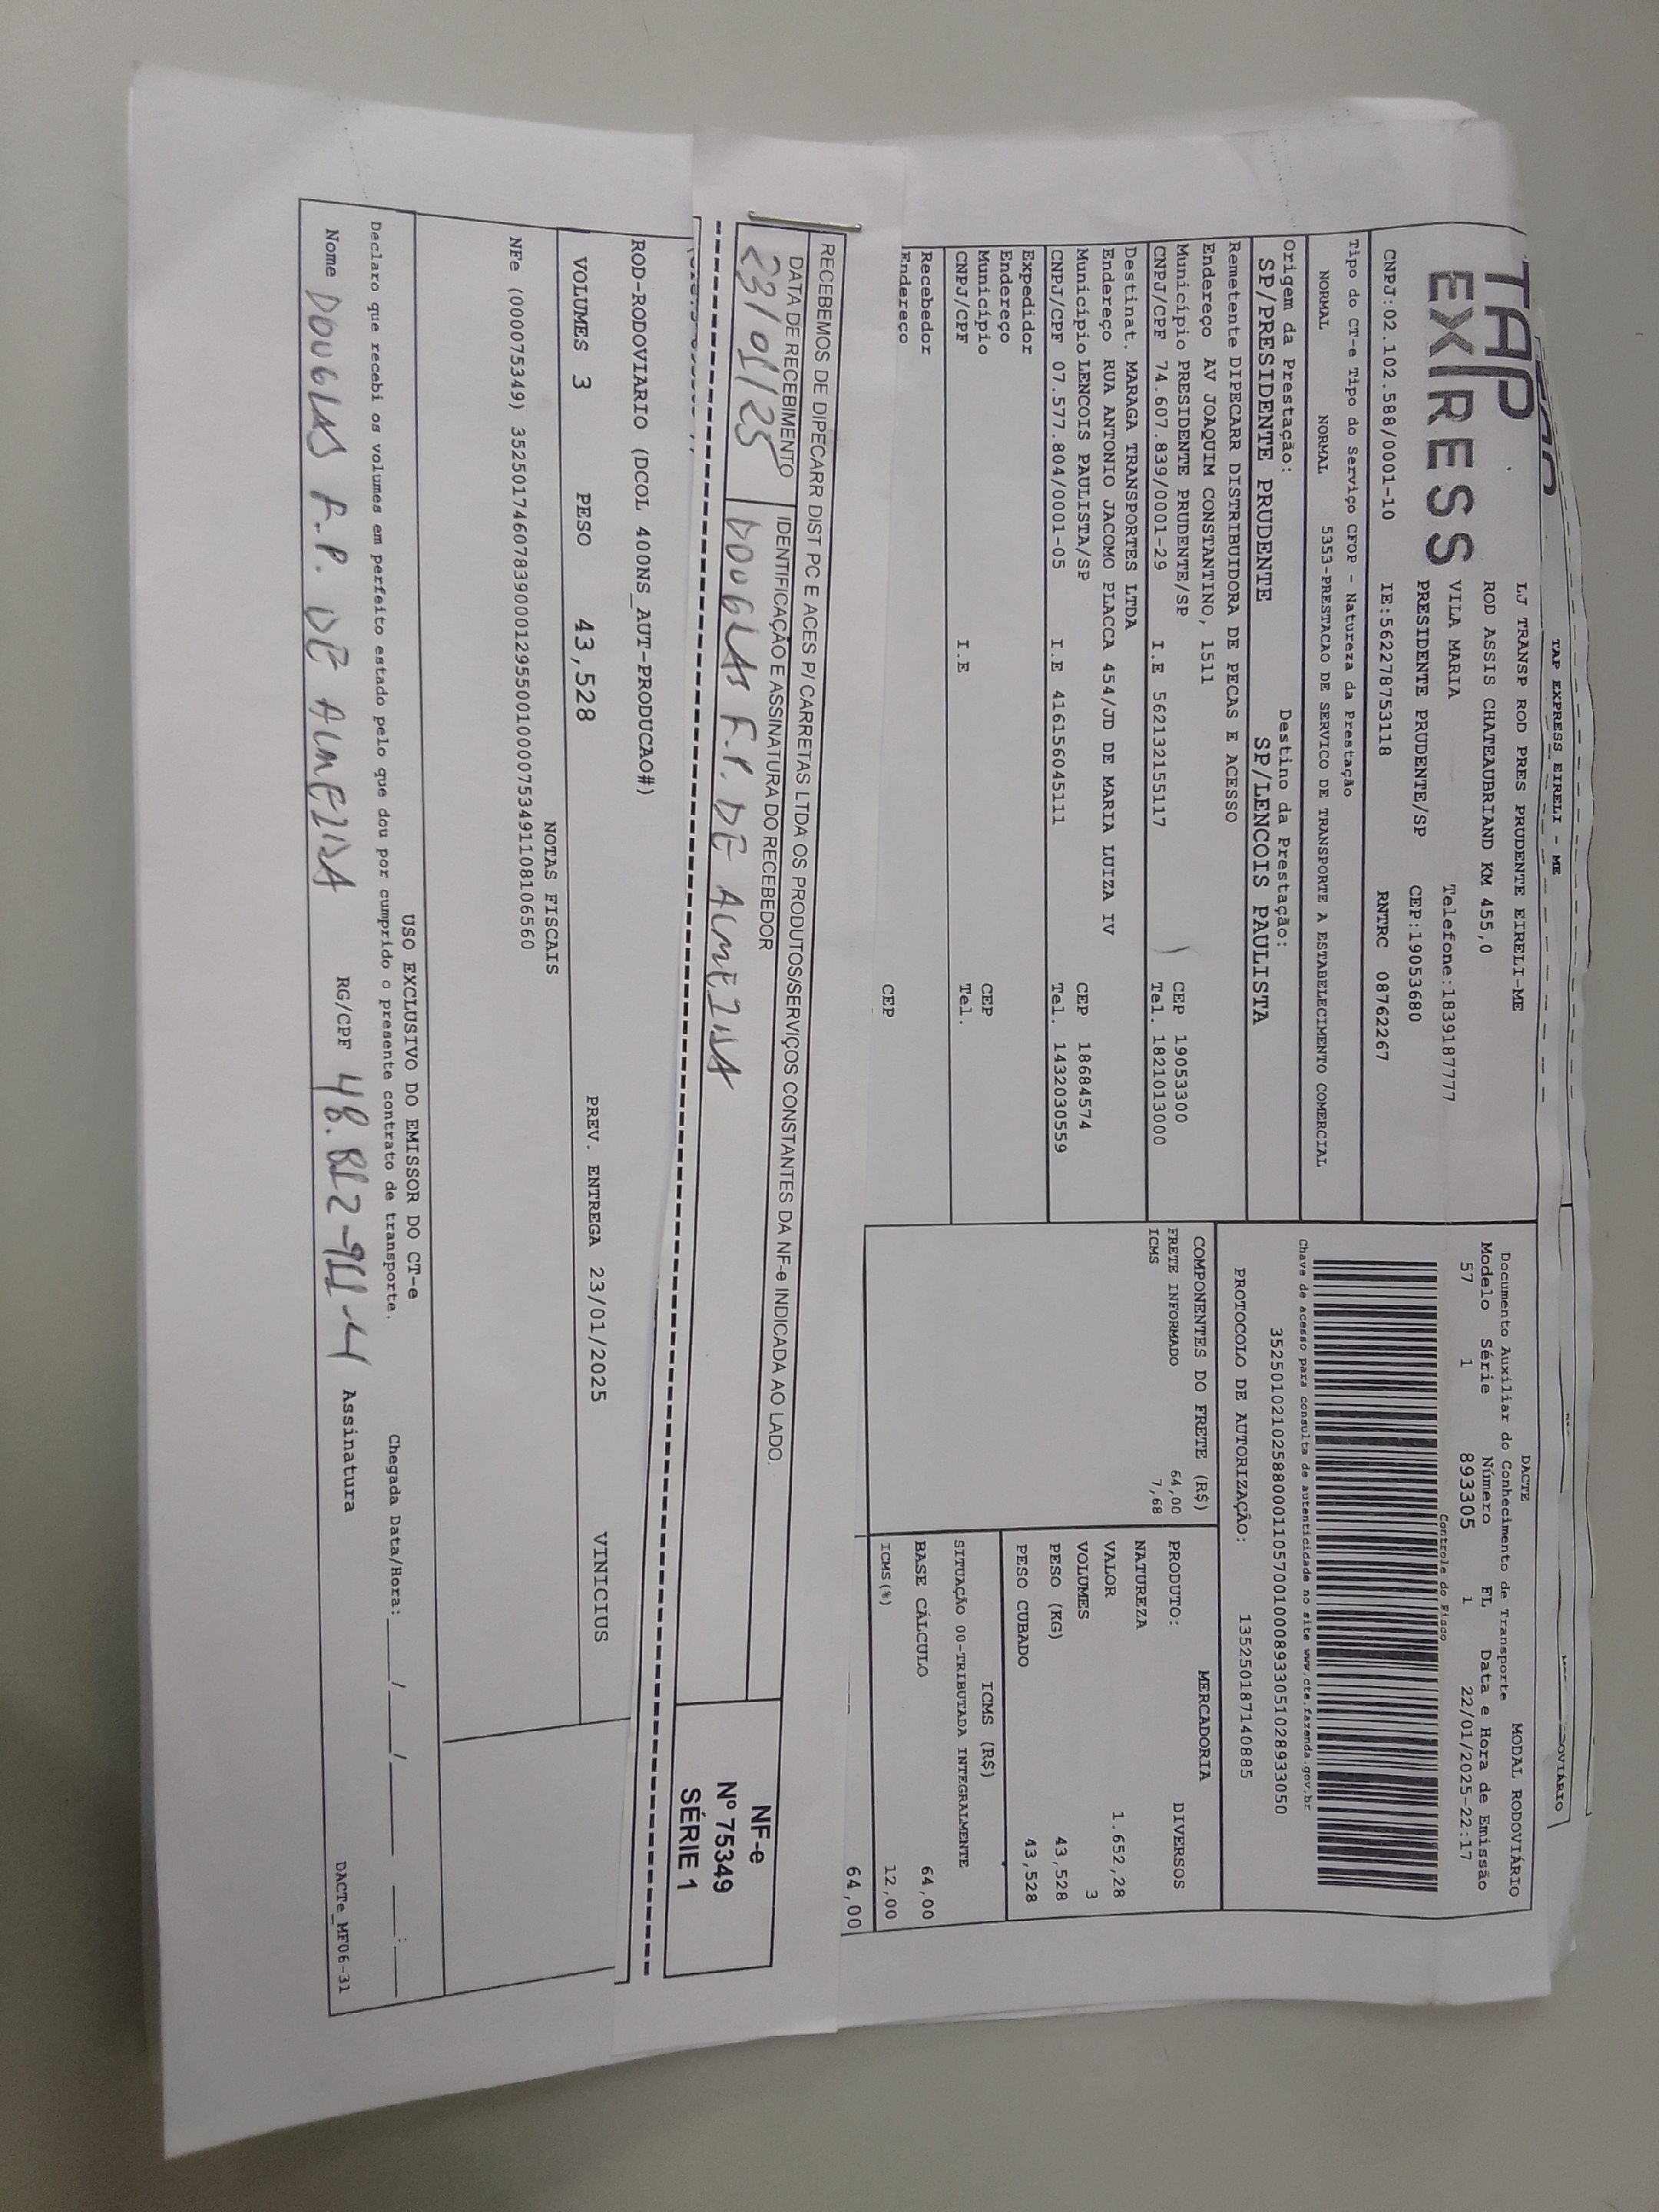 TAP EXPRESS EIRELI - ME
TAP
EXPRESS
LJ TRANSP ROD PRES PRUDENTE EIRELI-ME
ROD ASSIS CHATEAUBRIAND KM 455,0
VILA MARIA Telefone:1839187777
PRESIDENTE PRUDENTE/SP CEP:19053680
CNPJ:02.102.588/0001-10 IE:562278753118 RNTRC 08762267
DACTE MODAL RODOVIÁRIO
Documento Auxiliar do Conhecimento de Transporte
Modelo Série Número FL Data e Hora de Emissão
57 1 893305 1 22/01/2025-22:17
Controle do Fisco
Chave de acesso para consulta de autenticidade no site www.cte.fazenda.gov.br
35250102102588000110570010008933051028933050
PROTOCOLO DE AUTORIZAÇÃO: 135250187140885
Tipo do CT-e Tipo do Serviço CFOP - Natureza da Prestação
NORMAL NORMAL 5353-PRESTACAO DE SERVICO DE TRANSPORTE A ESTABELECIMENTO COMERCIAL
Origem da Prestação: Destino da Prestação:
SP/PRESIDENTE PRUDENTE SP/LENCOIS PAULISTA
Remetente DIPECARR DISTRIBUIDORA DE PECAS E ACESSO
Endereço AV JOAQUIM CONSTANTINO, 1511
Município PRESIDENTE PRUDENTE/SP CEP 19053300
CNPJ/CPF 74.607.839/0001-29 I.E 562132155117 Tel. 1821013000
Destinat. MARAGA TRANSPORTES LTDA
Endereço RUA ANTONIO JACOMO PLACCA 454/JD DE MARIA LUIZA IV
Município LENCOIS PAULISTA/SP CEP 18684574
CNPJ/CPF 07.577.804/0001-05 I.E 416156045111 Tel. 1432030559
Expedidor
Endereço
Município CEP
CNPJ/CPF I.E Tel.
Recebedor
Endereço CEP
COMPONENTES DO FRETE (R$)
FRETE INFORMADO 64,00
ICMS 7,68
MERCADORIA
PRODUTO: DIVERSOS
NATUREZA
VALOR 1.652,28
VOLUMES 3
PESO (KG) 43,528
PESO CUBADO 43,528
ICMS (R$)
SITUAÇÃO 00-TRIBUTADA INTEGRALMENTE
BASE CÁLCULO 64,00
ICMS(%) 12,00
64,00
RECEBEMOS DE DIPECARR DIST PC E ACES P/ CARRETAS LTDA OS PRODUTOS/SERVIÇOS CONSTANTES DA NF-e INDICADA AO LADO.
DATA DE RECEBIMENTO IDENTIFICAÇÃO E ASSINATURA DO RECEBEDOR
23/01/25 DOUGLAS F.P. DE ALMEIDA
NF-e
Nº 75349
SÉRIE 1
ROD-RODOVIARIO (DCOL 400NS_AUT-PRODUCAO#)
VOLUMES 3 PESO 43,528 PREV. ENTREGA 23/01/2025 VINICIUS
NOTAS FISCAIS
NFe (000075349) 35250174607839000129550010000753491108106560
USO EXCLUSIVO DO EMISSOR DO CT-e
Declaro que recebi os volumes em perfeito estado pelo que dou por cumprido o presente contrato de transporte. Chegada Data/Hora: ____/____/____ ____:____
Nome DOUGLAS F.P. DE ALMEIDA RG/CPF Assinatura
DACTe_MF06-31